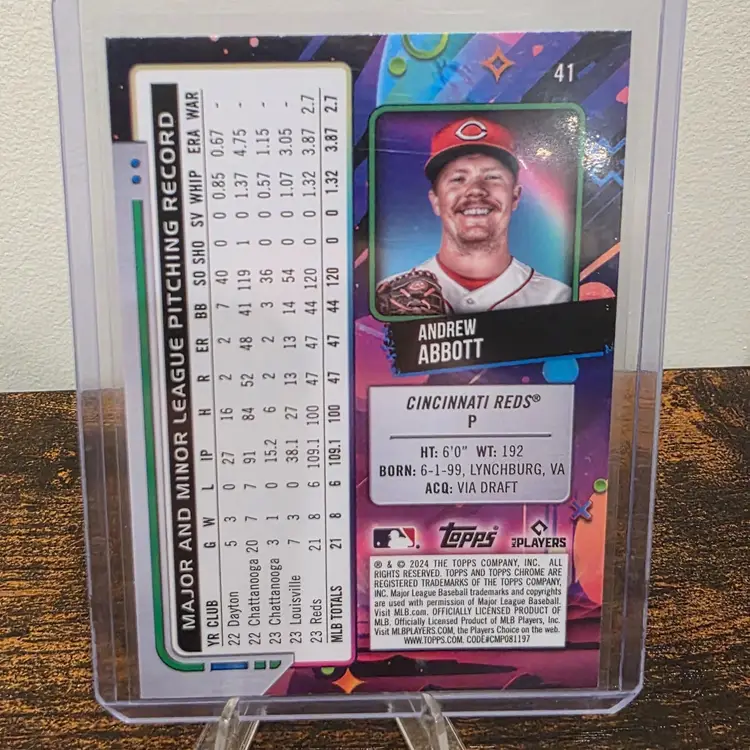 41
ANDREW
ABBOTT
CINCINNATI REDS®
P
HT: 6'0" WT: 192
BORN: 6-1-99, LYNCHBURG, VA
ACQ: VIA DRAFT
topps
MLB PLAYERS
® & © 2024 THE TOPPS COMPANY, INC. ALL
RIGHTS RESERVED. TOPPS AND TOPPS CHROME ARE
REGISTERED TRADEMARKS OF THE TOPPS COMPANY,
INC. Major League Baseball trademarks and copyrights
are used with permission of Major League Baseball.
Visit MLB.com. OFFICIALLY LICENSED PRODUCT OF
MLB. Officially Licensed Product of MLB Players, Inc.
Visit MLBPLAYERS.COM, the Players Choice on the web.
WWW.TOPPS.COM. CODE#CMP081197
MAJOR AND MINOR LEAGUE PITCHING RECORD
YR CLUB G W L IP H R ER BB SO SHO SV WHIP ERA WAR
22 Dayton 5 3 0 27 16 2 2 7 40 0 0 0.85 0.67 -
22 Chattanooga 20 7 7 91 84 52 48 41 119 1 0 1.37 4.75 -
23 Chattanooga 3 1 0 15.2 6 2 2 3 36 0 0 0.57 1.15 -
23 Louisville 7 3 0 38.1 27 13 13 14 54 0 0 1.07 3.05 -
23 Reds 21 8 6 109.1 100 47 47 44 120 0 0 1.32 3.87 2.7
MLB TOTALS 21 8 6 109.1 100 47 47 44 120 0 0 1.32 3.87 2.7